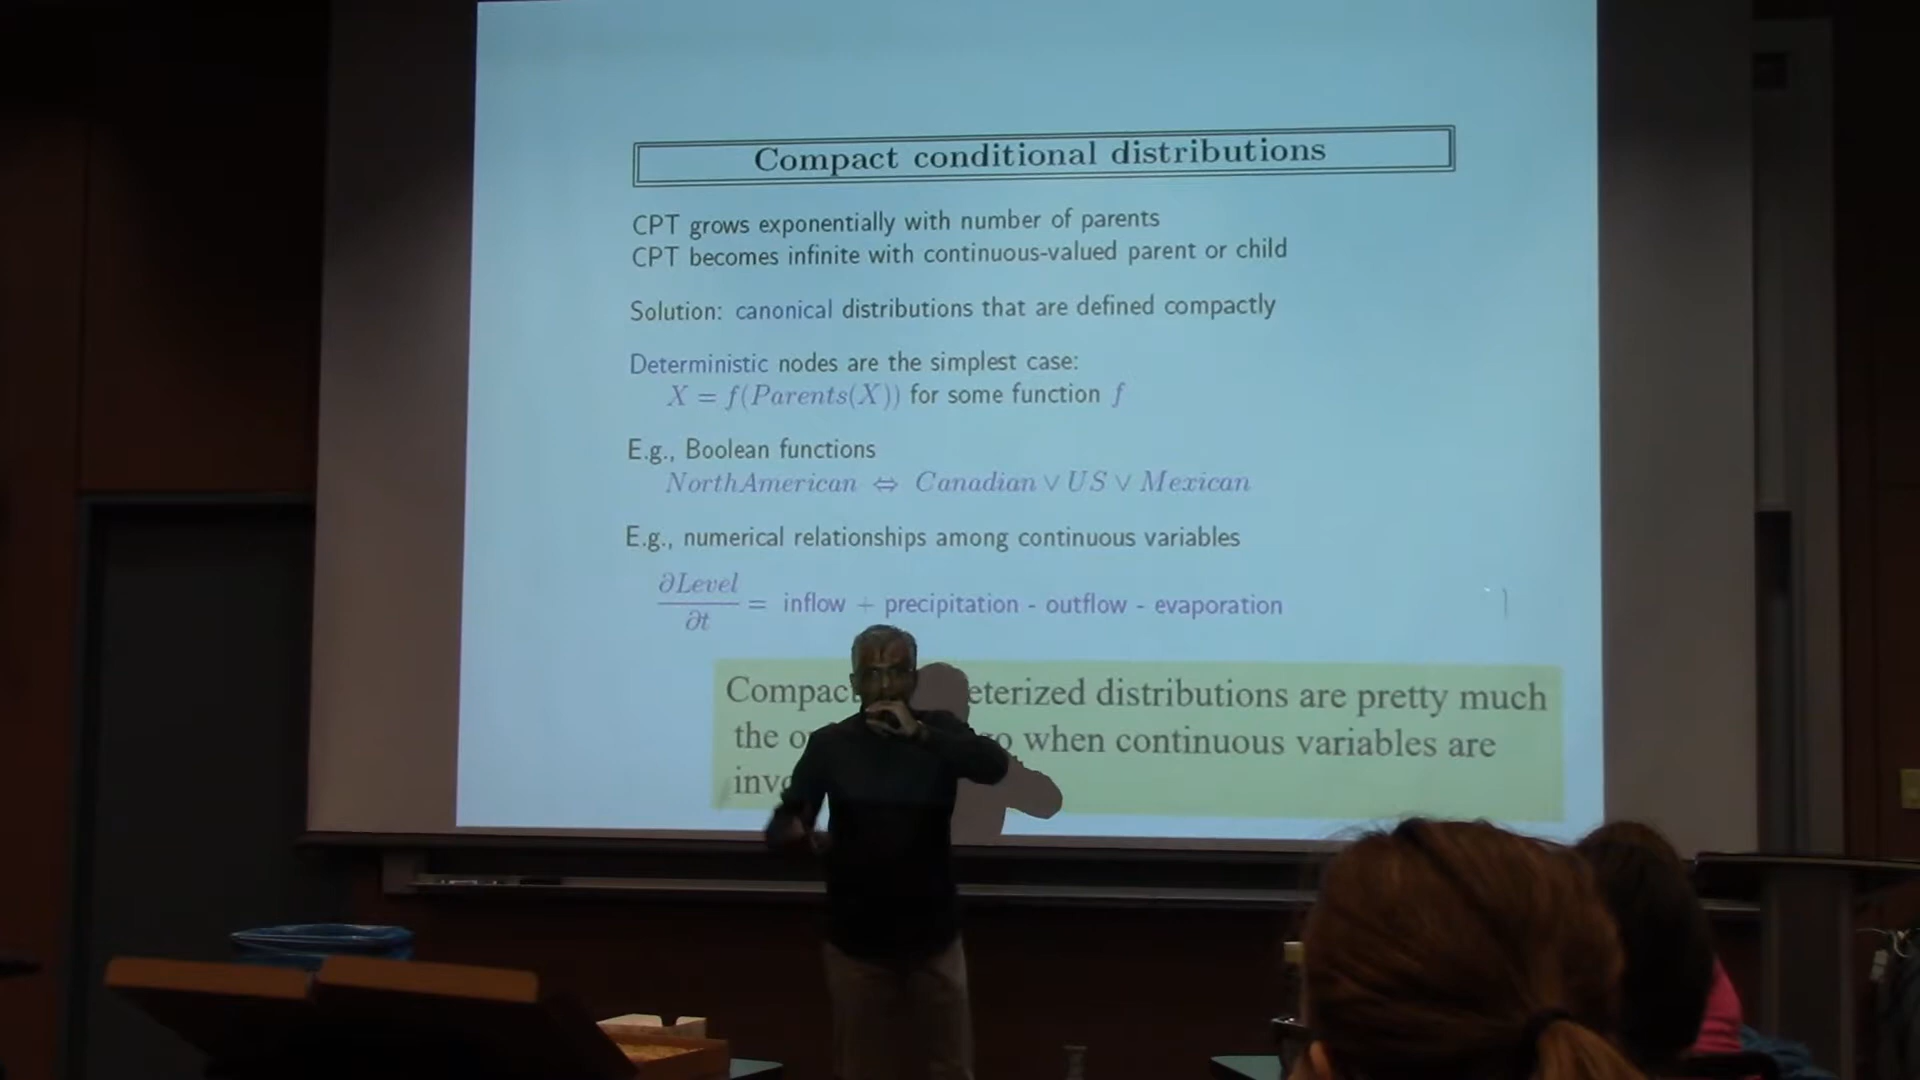 Compact conditional distributions
CPT grows exponentially with number of parents
CPT becomes infinite with continuous-valued parent or child
Solution: canonical distributions that are defined compactly
Deterministic nodes are the simplest case:
X = f(Parents(X)) for some function f
E.g., Boolean functions
NorthAmerican ⇔ Canadian ∨ US ∨ Mexican
E.g., numerical relationships among continuous variables
∂Level
∂t
= inflow + precipitation - outflow - evaporation
distributions are pretty much
the when continuous variables are